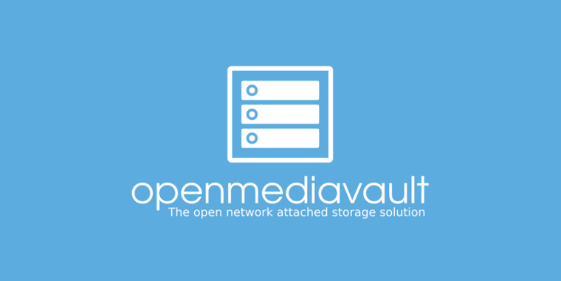 openmediavault
The open network attached storage solution